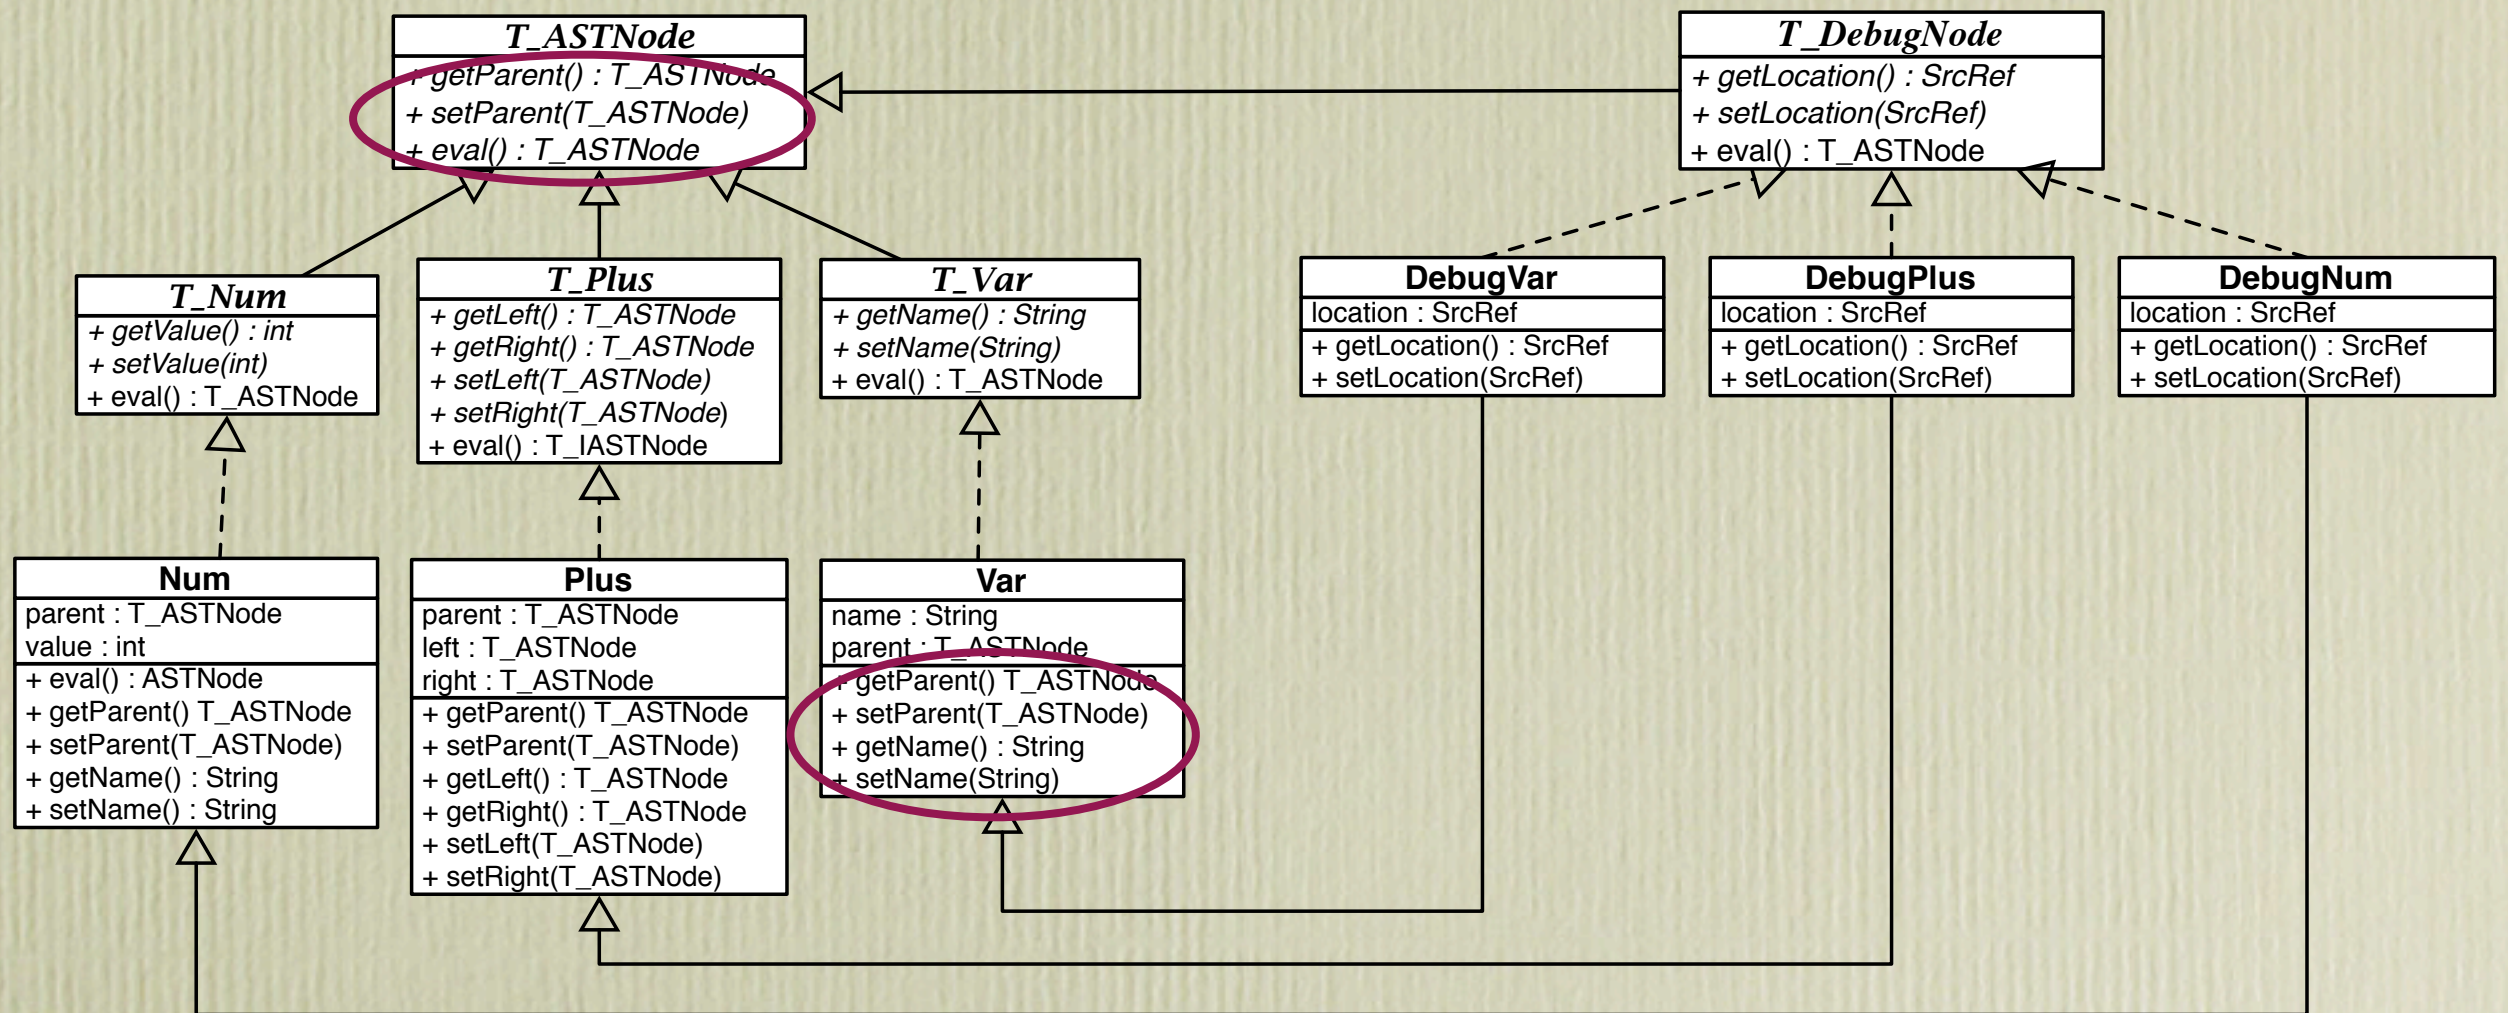 T_ASTNode
+ getParent() : T_ASTNode
+ setParent(T_ASTNode)
+ eval() : T_ASTNode
T_DebugNode
+ getLocation() : SrcRef
+ setLocation(SrcRef)
+ eval() : T_ASTNode
T_Num
+ getValue() : int
+ setValue(int)
+ eval() : T_ASTNode
T_Plus
+ getLeft() : T_ASTNode
+ getRight() : T_ASTNode
+ setLeft(T_ASTNode)
+ setRight(T_ASTNode)
+ eval() : T_IASTNode
T_Var
+ getName() : String
+ setName(String)
+ eval() : T_ASTNode
DebugVar
location : SrcRef
+ getLocation() : SrcRef
+ setLocation(SrcRef)
DebugPlus
location : SrcRef
+ getLocation() : SrcRef
+ setLocation(SrcRef)
DebugNum
location : SrcRef
+ getLocation() : SrcRef
+ setLocation(SrcRef)
Num
parent : T_ASTNode
value : int
+ eval() : ASTNode
+ getParent() T_ASTNode
+ setParent(T_ASTNode)
+ getName() : String
+ setName() : String
Plus
parent : T_ASTNode
left : T_ASTNode
right : T_ASTNode
+ getParent() T_ASTNode
+ setParent(T_ASTNode)
+ getLeft() : T_ASTNode
+ getRight() : T_ASTNode
+ setLeft(T_ASTNode)
+ setRight(T_ASTNode)
Var
name : String
parent : T_ASTNode
+ getParent() T_ASTNode
+ setParent(T_ASTNode)
+ getName() : String
+ setName(String)